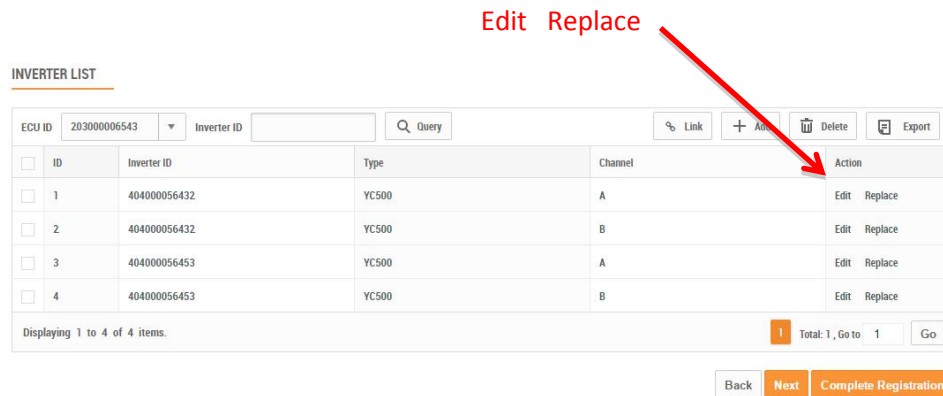 Edit Replace
INVERTER LIST
ECU ID 203000006543 Inverter ID Query Link Add Delete Export
ID Inverter ID Type Channel Action
1 404000056432 YC500 A Edit Replace
2 404000056432 YC500 B Edit Replace
3 404000056453 YC500 A Edit Replace
4 404000056453 YC500 B Edit Replace
Displaying 1 to 4 of 4 items. 1 Total: 1 , Go to 1 Go
Back Next Complete Registration